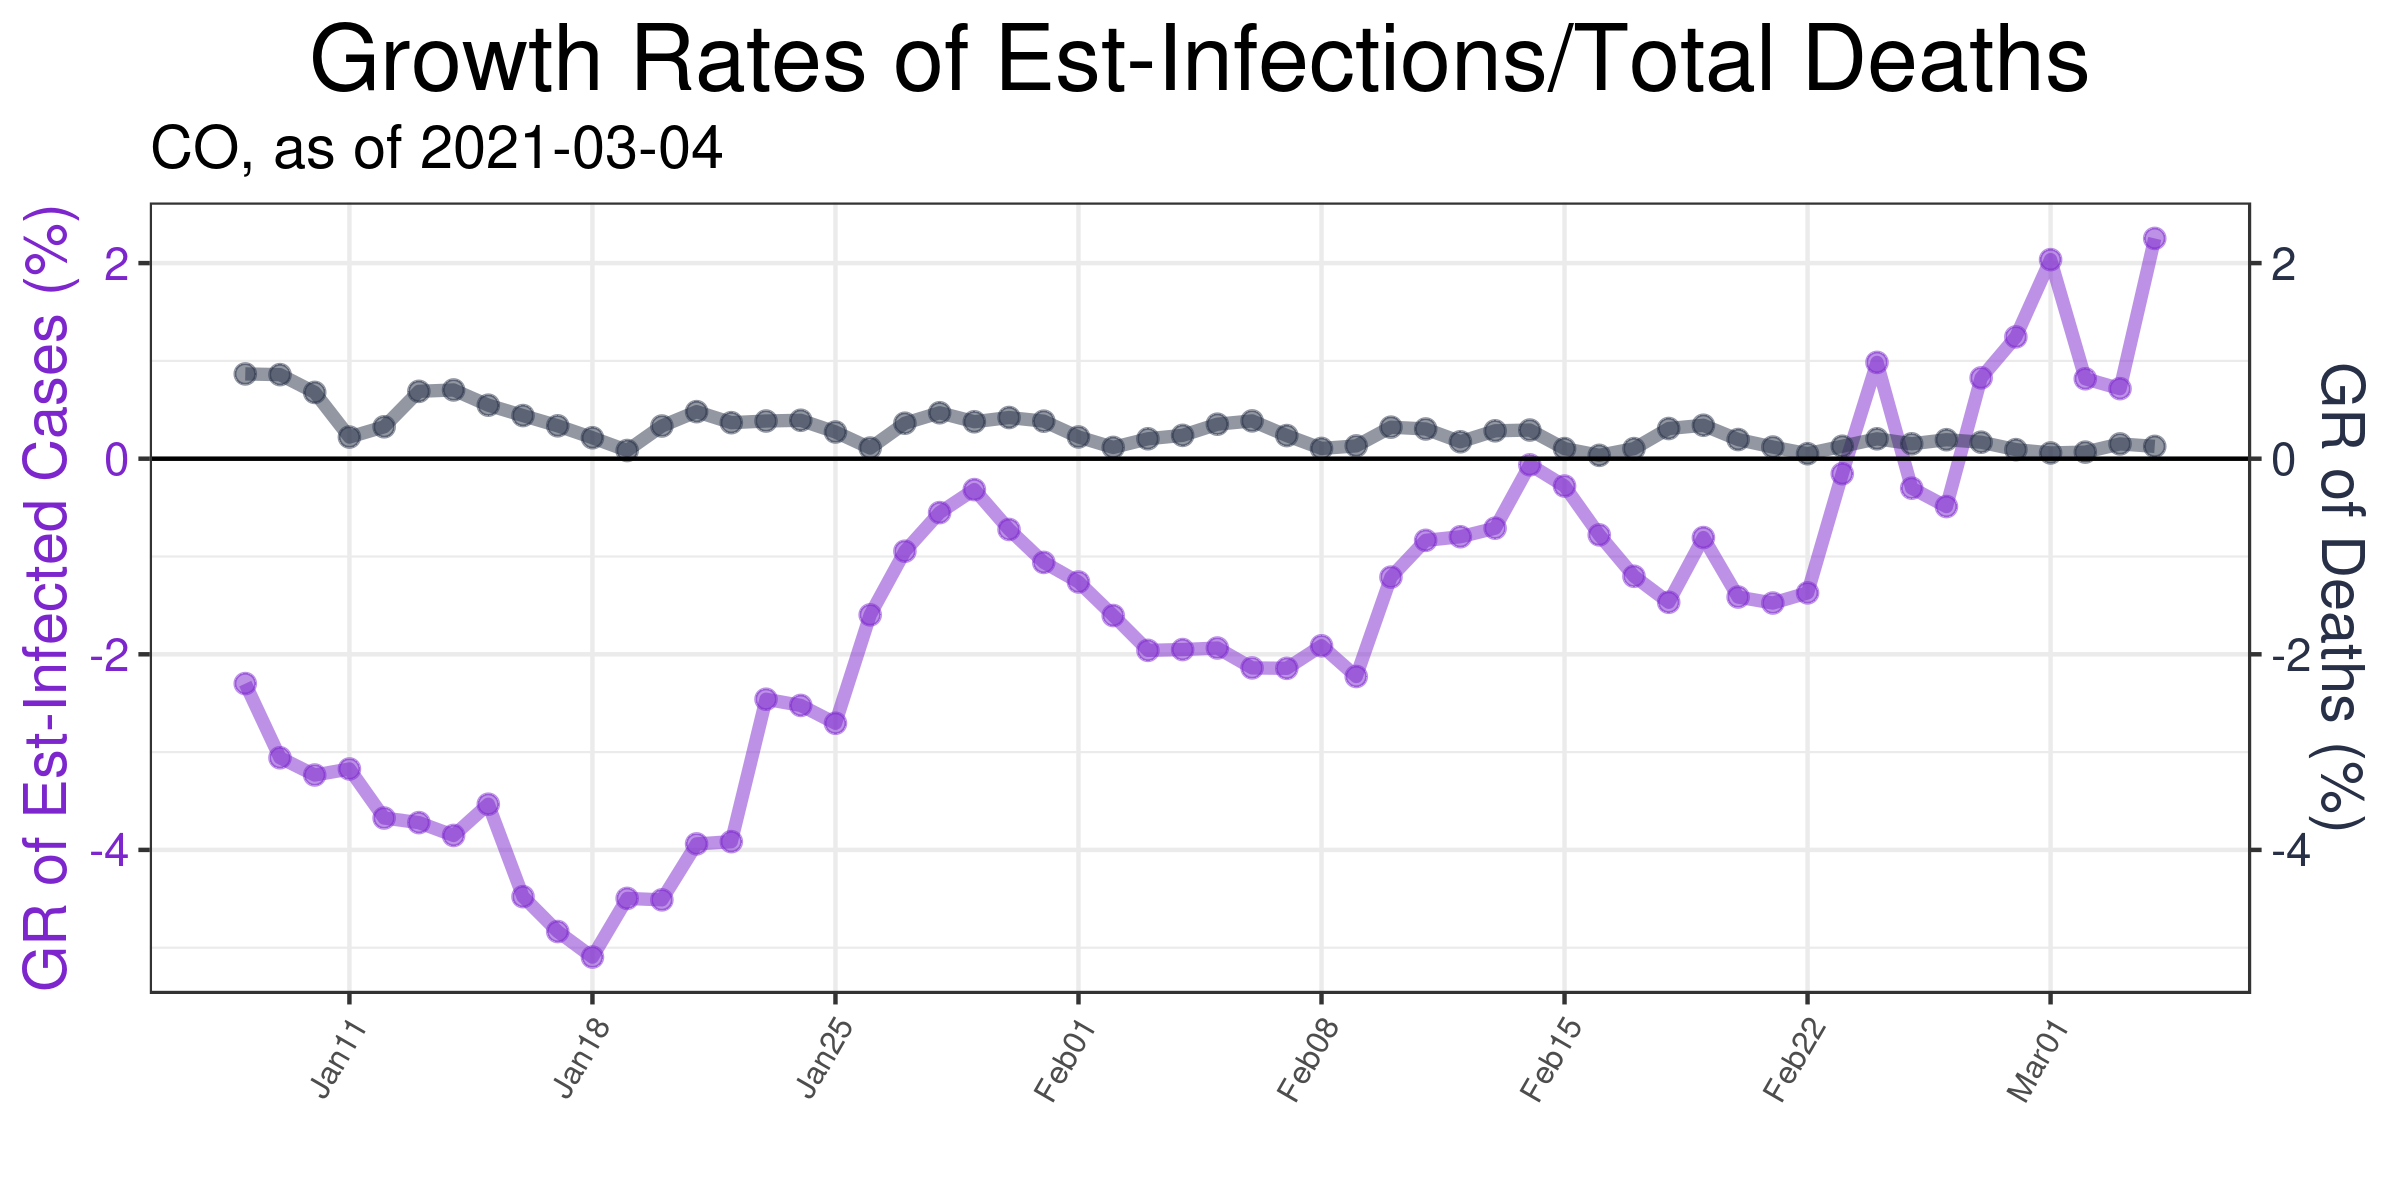 Growth Rates of Est-Infections/Total Deaths
CO, as of 2021-03-04
GR of Est-Infected Cases (%)
2
0
-2
-4
2
0
-2
-4
GR of Deaths (%)
Jan11
Jan18
Jan25
Feb01
Feb08
Feb15
Feb22
Mar01